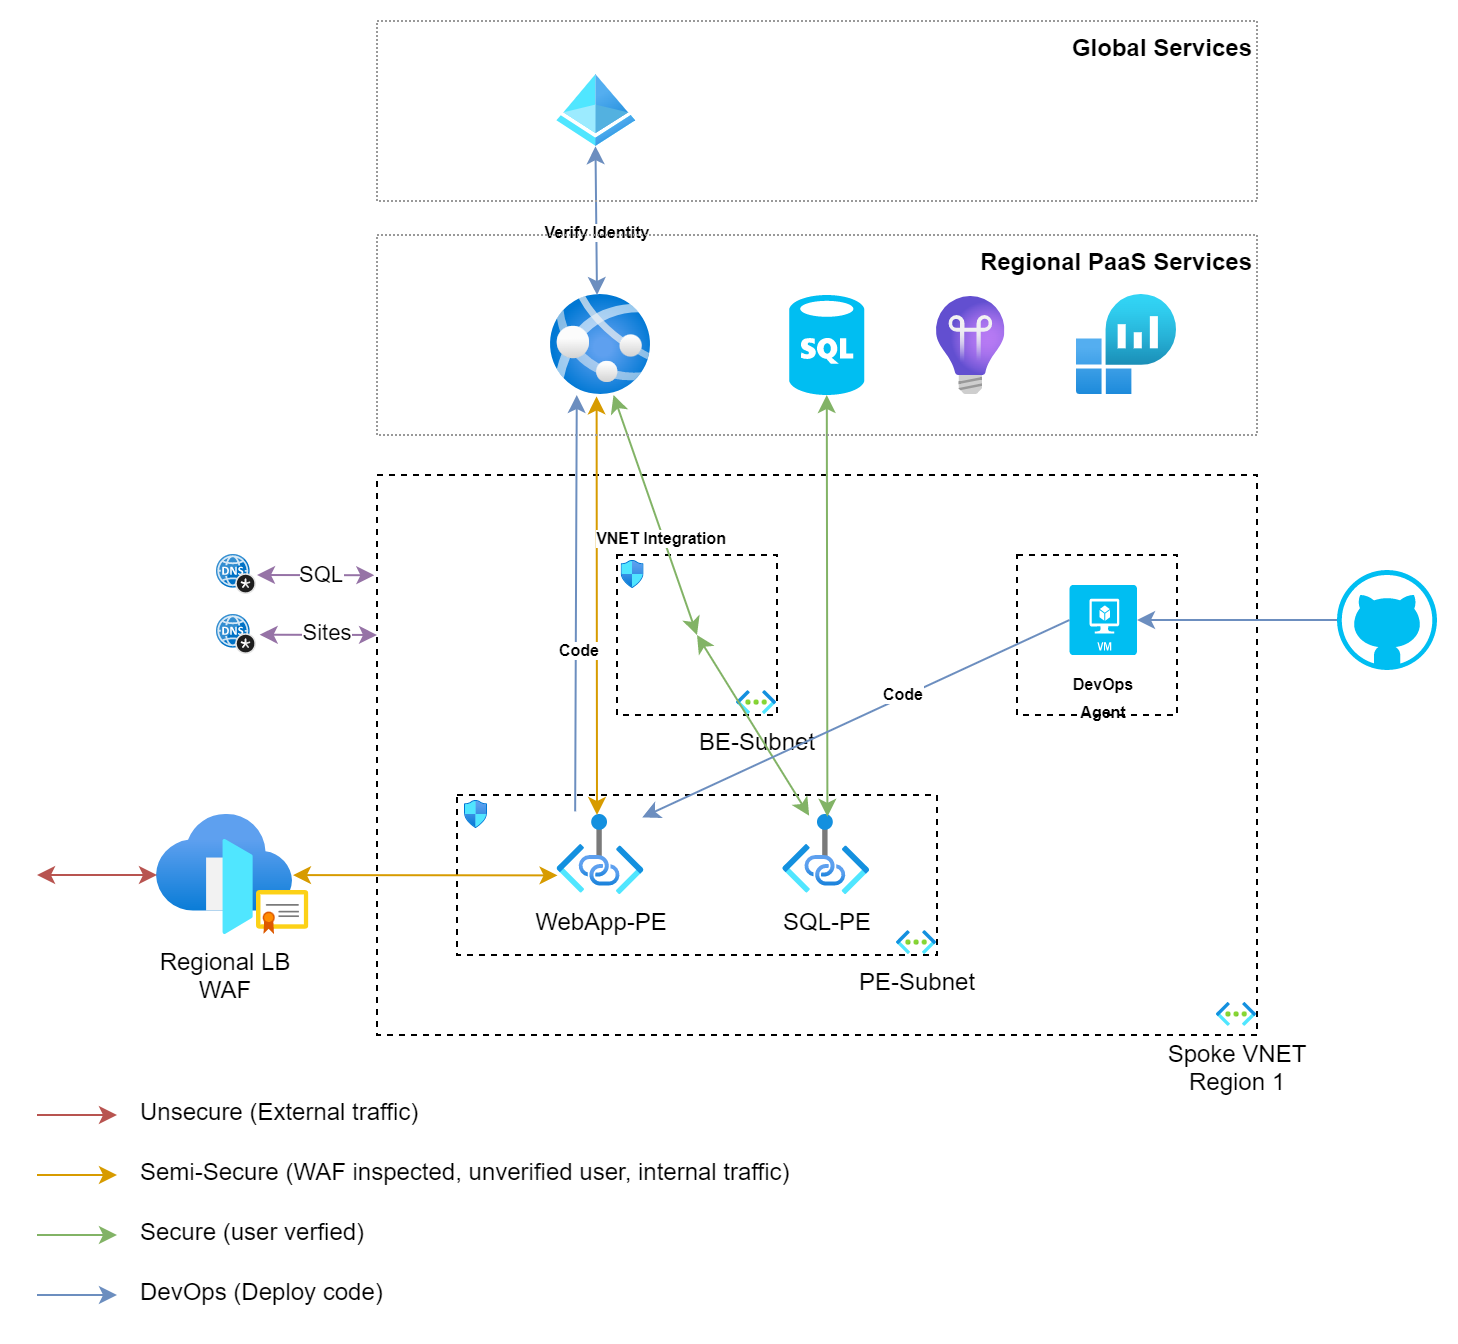 Global Services
Verify Identity
Regional PaaS Services
SQL
VNET Integration
DNS
SQL
DNS
Sites
Code
VM
DevOps
Agent
Code
BE-Subnet
WebApp-PE
SQL-PE
PE-Subnet
Regional LB
WAF
Spoke VNET
Region 1
Unsecure (External traffic)
Semi-Secure (WAF inspected, unverified user, internal traffic)
Secure (user verfied)
DevOps (Deploy code)